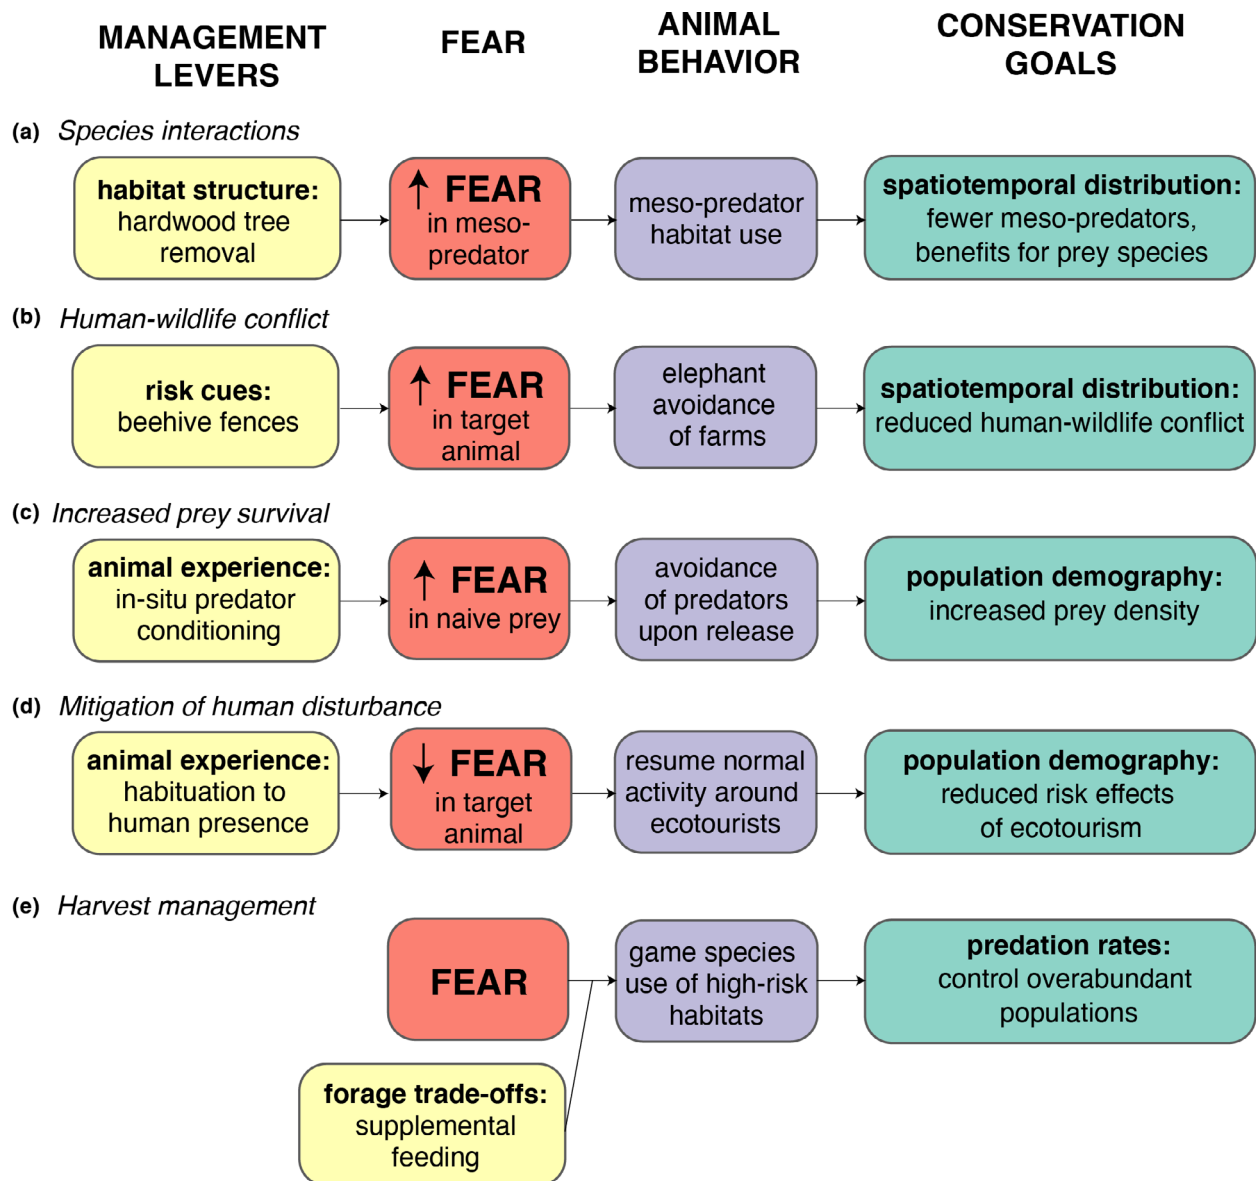 MANAGEMENT
LEVERS
FEAR
ANIMAL
BEHAVIOR
CONSERVATION
GOALS
(a) Species interactions
habitat structure:
hardwood tree
removal
↑ FEAR
in meso-
predator
meso-predator
habitat use
spatiotemporal distribution:
fewer meso-predators,
benefits for prey species
(b) Human-wildlife conflict
risk cues:
beehive fences
↑ FEAR
in target
animal
elephant
avoidance
of farms
spatiotemporal distribution:
reduced human-wildlife conflict
(c) Increased prey survival
animal experience:
in-situ predator
conditioning
↑ FEAR
in naive prey
avoidance
of predators
upon release
population demography:
increased prey density
(d) Mitigation of human disturbance
animal experience:
habituation to
human presence
↓ FEAR
in target
animal
resume normal
activity around
ecotourists
population demography:
reduced risk effects
of ecotourism
(e) Harvest management
FEAR
game species
use of high-risk
habitats
predation rates:
control overabundant
populations
forage trade-offs:
supplemental
feeding